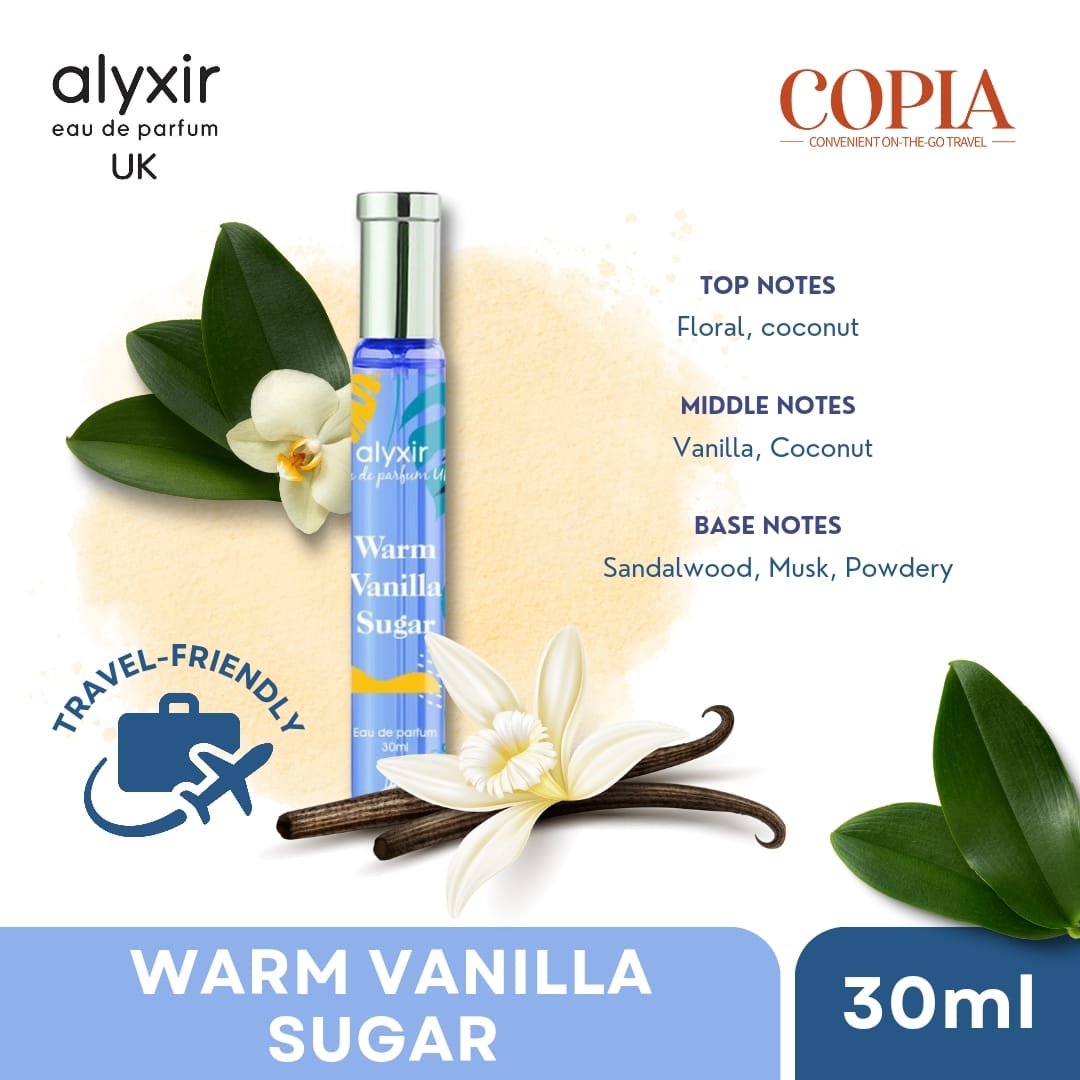 alyxir
eau de parfum
UK
COPIA
CONVENIENT ON-THE-GO TRAVEL
TOP NOTES
Floral, coconut
MIDDLE NOTES
Vanilla, Coconut
BASE NOTES
Sandalwood, Musk, Powdery
alyxir
de parfum
Warm
Vanilla
Sugar
Eau de parfum
30ml
TRAVEL-FRIENDLY
WARM VANILLA
SUGAR
30ml